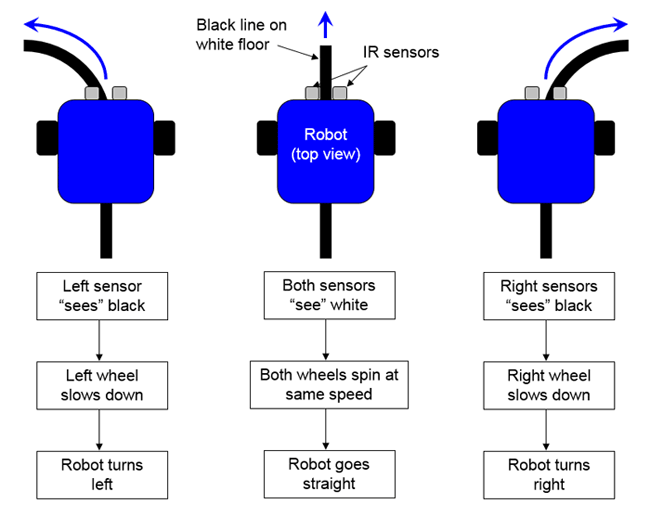 Black line on
white floor
IR sensors
Robot
(top view)
Left sensor
“sees” black
Both sensors
“see” white
Right sensors
“sees” black
Left wheel
slows down
Both wheels spin at
same speed
Right wheel
slows down
Robot turns
left
Robot goes
straight
Robot turns
right